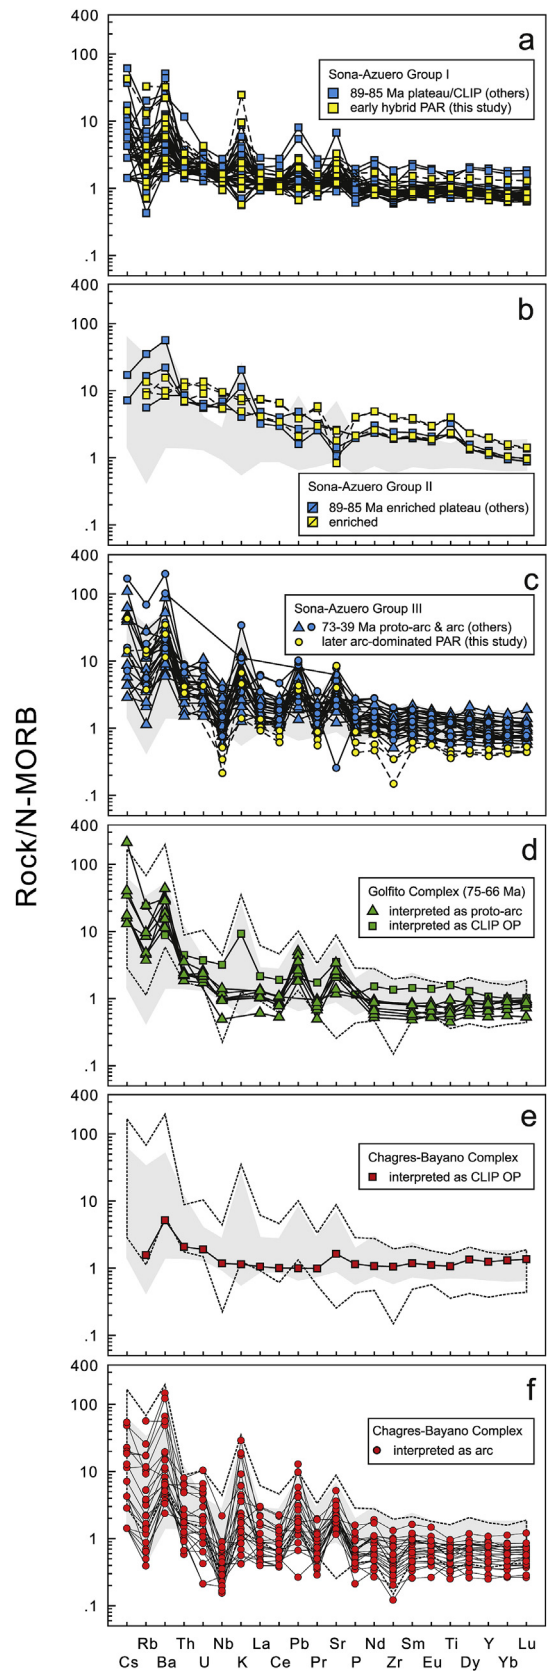 Rock/N-MORB
a
400
100
10
1
.1
Sona-Azuero Group I
89-85 Ma plateau/CLIP (others)
early hybrid PAR (this study)
b
400
100
10
1
.1
Sona-Azuero Group II
89-85 Ma enriched plateau (others)
enriched
c
400
100
10
1
.1
Sona-Azuero Group III
73-39 Ma proto-arc & arc (others)
later arc-dominated PAR (this study)
d
400
100
10
1
.1
Golfito Complex (75-66 Ma)
interpreted as proto-arc
interpreted as CLIP OP
e
400
100
10
1
.1
Chagres-Bayano Complex
interpreted as CLIP OP
f
400
100
10
1
.1
Chagres-Bayano Complex
interpreted as arc
Rb Th Nb La Pb Sr Nd Sm Ti Y Lu
Cs Ba U K Ce Pr P Zr Eu Dy Yb